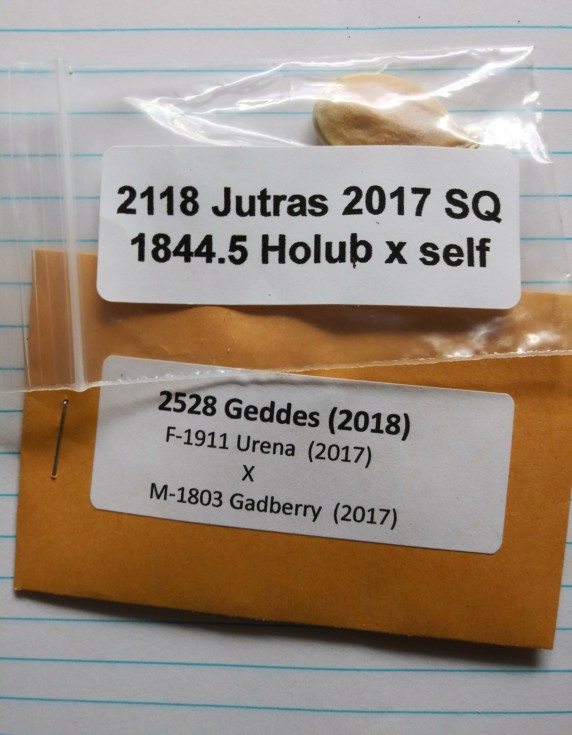 2118 Jutras 2017 SQ
1844.5 Holub x self
2528 Geddes (2018)
F-1911 Urena (2017)
X
M-1803 Gadberry (2017)